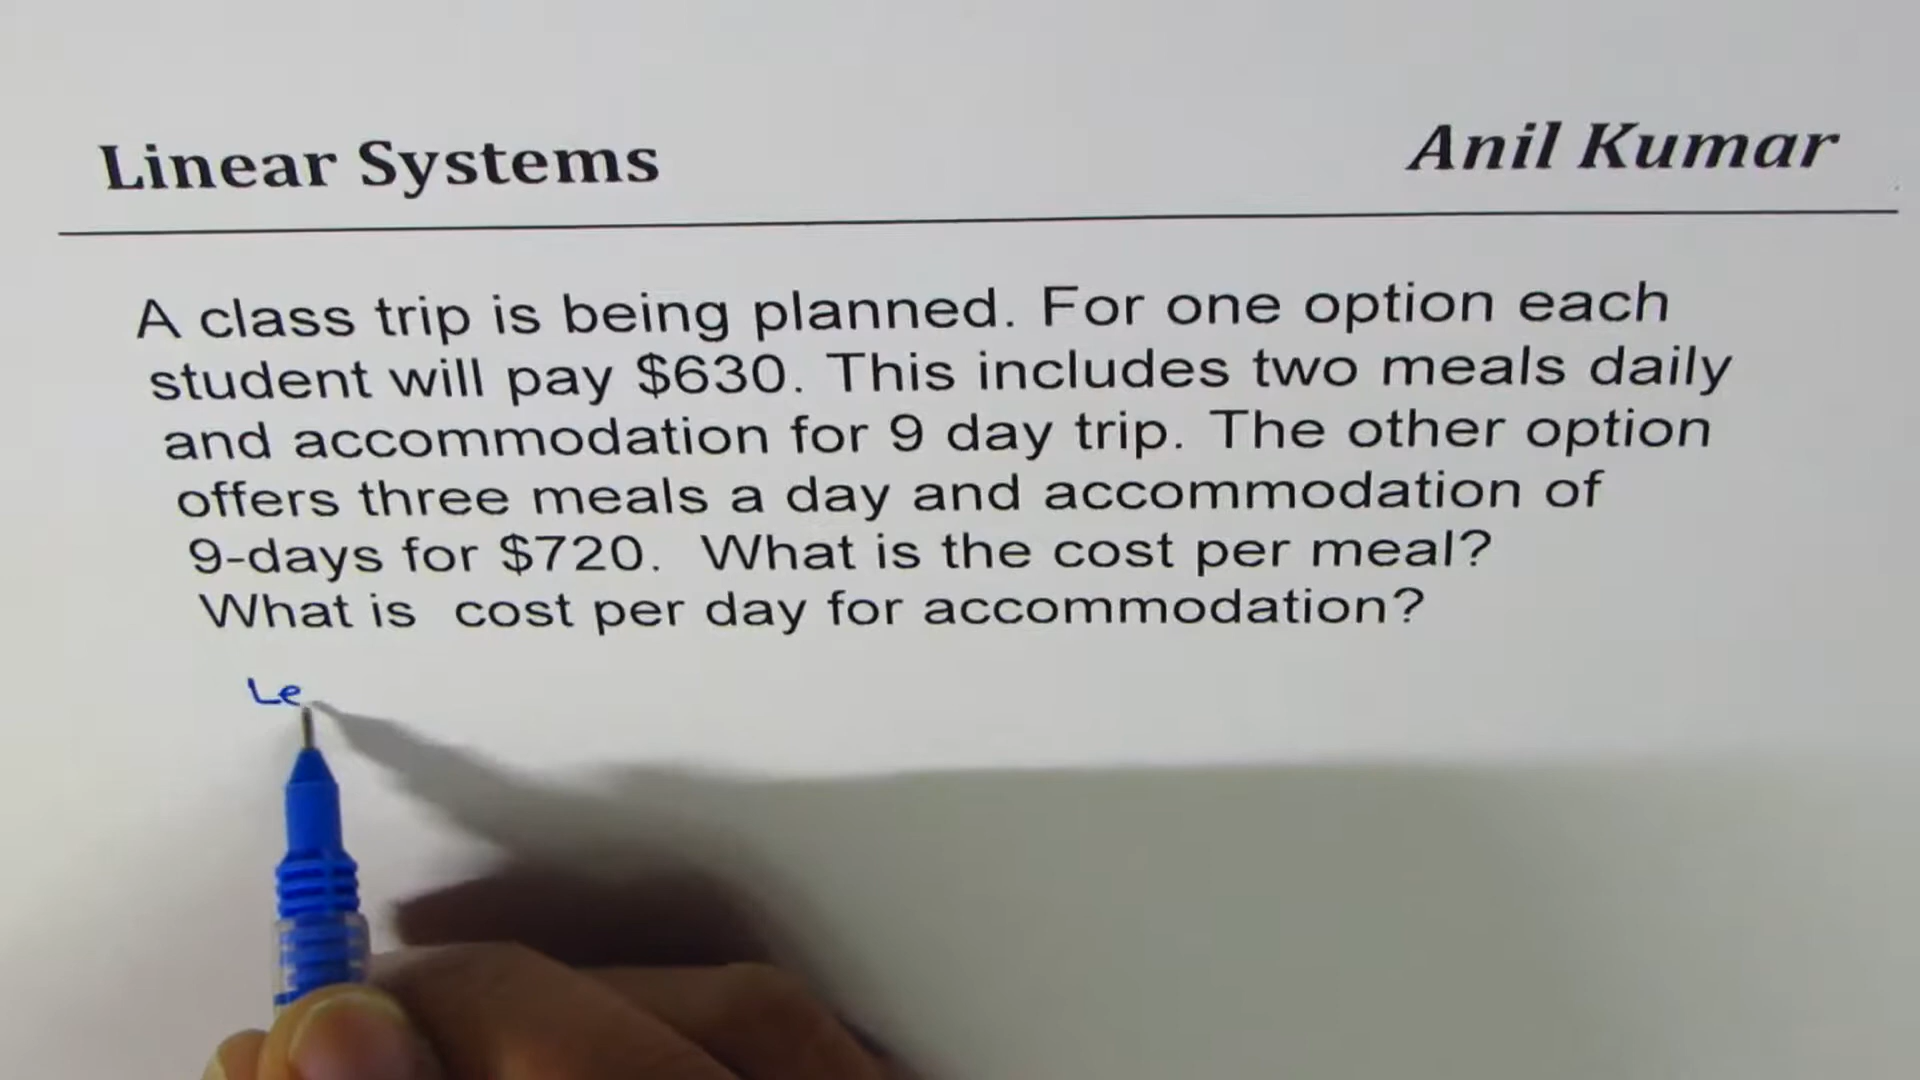 Linear Systems
Anil Kumar
A class trip is being planned. For one option each
student will pay $630. This includes two meals daily
and accommodation for 9 day trip. The other option
offers three meals a day and accommodation of
9-days for $720. What is the cost per meal?
What is cost per day for accommodation?
Le